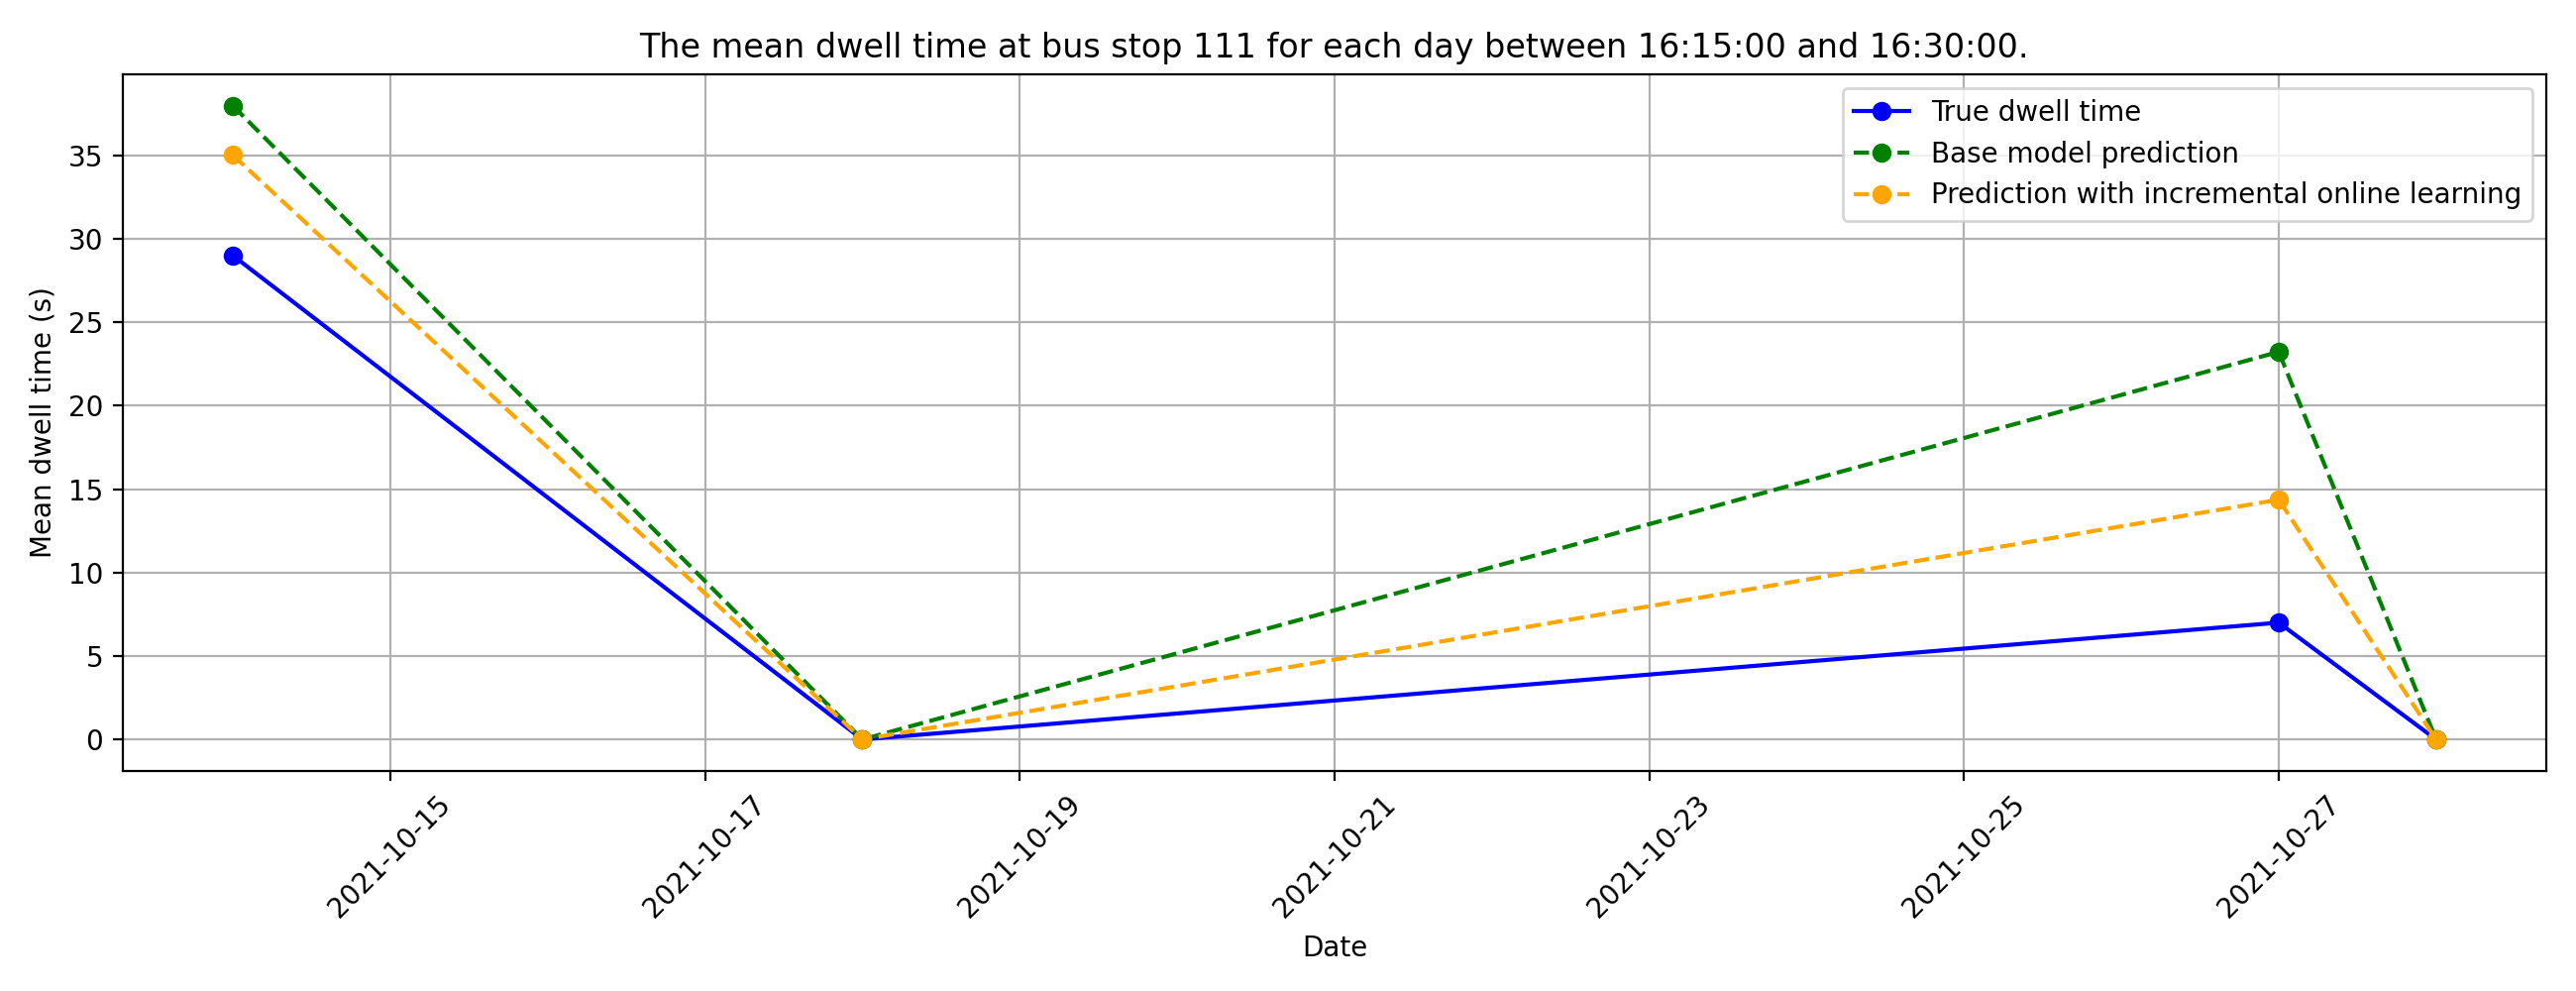 The mean dwell time at bus stop 111 for each day between 16:15:00 and 16:30:00.
True dwell time
Base model prediction
Prediction with incremental online learning
Mean dwell time (s)
35
30
25
20
15
10
5
0
2021-10-15
2021-10-17
2021-10-19
2021-10-21
2021-10-23
2021-10-25
2021-10-27
Date